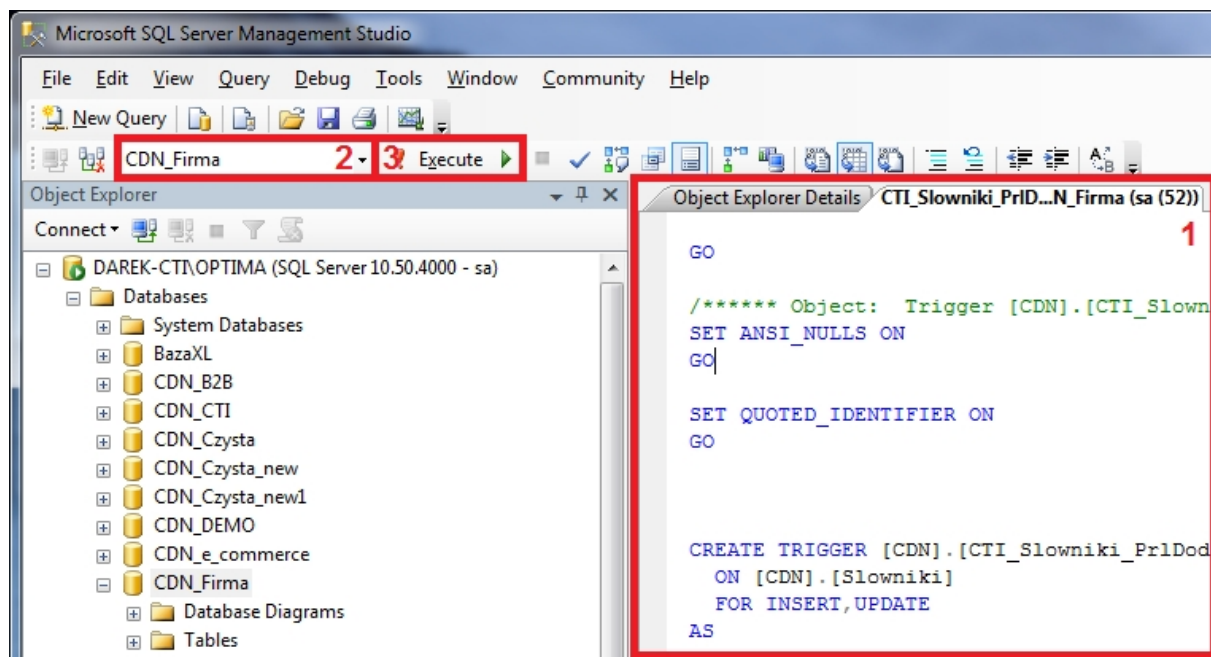 Microsoft SQL Server Management Studio
File Edit View Query Debug Tools Window Community Help
New Query
CDN_Firma 2 3 Execute
Object Explorer
Connect
DAREK-CTI\OPTIMA (SQL Server 10.50.4000 - sa)
Databases
System Databases
BazaXL
CDN_B2B
CDN_CTI
CDN_Czysta
CDN_Czysta_new
CDN_Czysta_new1
CDN_DEMO
CDN_e_commerce
CDN_Firma
Database Diagrams
Tables
Object Explorer Details CTI_Slowniki_PrlD...N_Firma (sa (52))
1
GO
/****** Object: Trigger [CDN].[CTI_Slown
SET ANSI_NULLS ON
GO
SET QUOTED_IDENTIFIER ON
GO
CREATE TRIGGER [CDN].[CTI_Slowniki_PrlDod
ON [CDN].[Slowniki]
FOR INSERT,UPDATE
AS